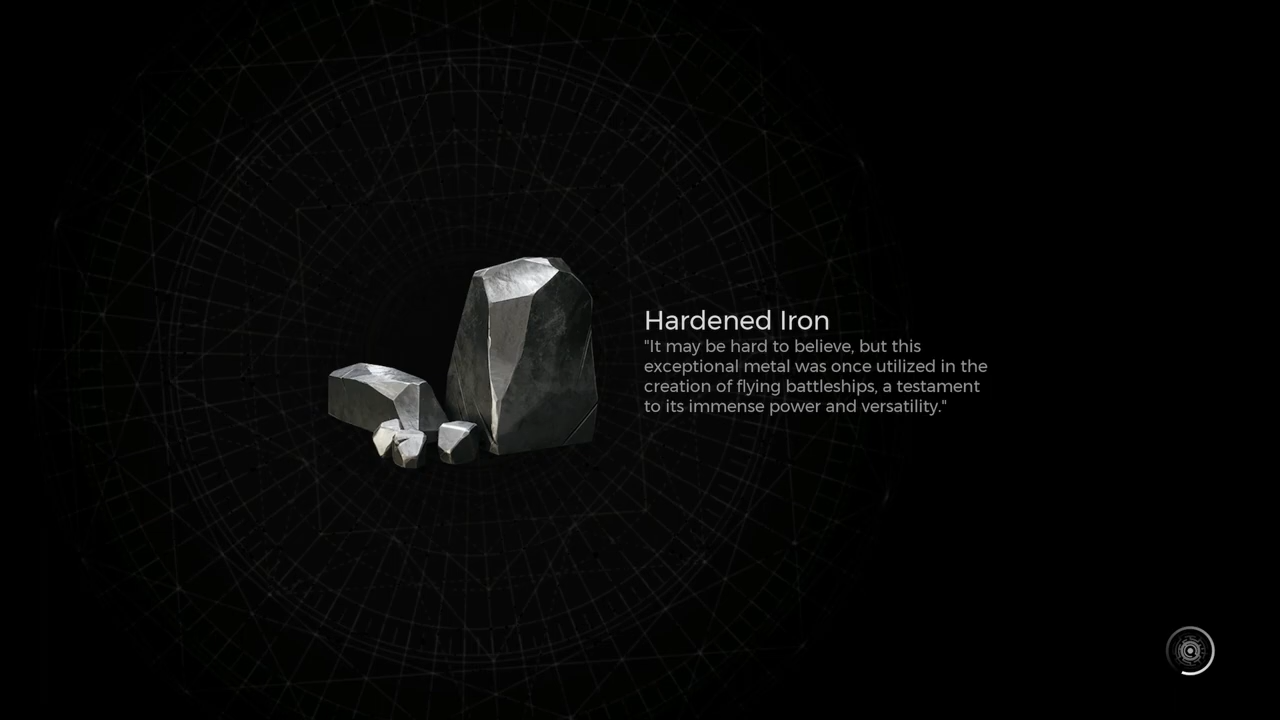 Hardened Iron
"It may be hard to believe, but this
exceptional metal was once utilized in the
creation of flying battleships, a testament
to its immense power and versatility."